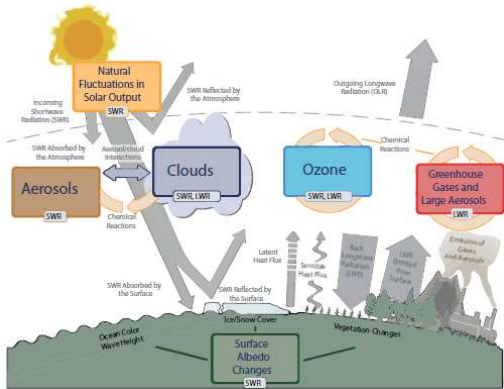 Natural
Fluctuations in
Solar Output
SWR
Incoming
Shortwave
Radiation (SWR)
SWR Reflected by
the Atmosphere
Outgoing Longwave
Radiation (OLR)
SWR Absorbed by
the Atmosphere
Aerosol/cloud
Interactions
Chemical
Reactions
Aerosols
SWR
Clouds
SWR, LWR
Ozone
SWR, LWR
Greenhouse
Gases and
Large Aerosols
LWR
Chemical
Reactions
Latent
Heat Flux
Sensible
Heat Flux
Back
Longwave
Radiation
LWR
Emitted
from
Surface
Emission of
Gases
and Aerosols
SWR Absorbed by
the Surface
SWR Reflected by
the Surface
Ice/Snow Cover
Vegetation Changes
Ocean Color
Wave Height
Surface
Albedo
Changes
SWR